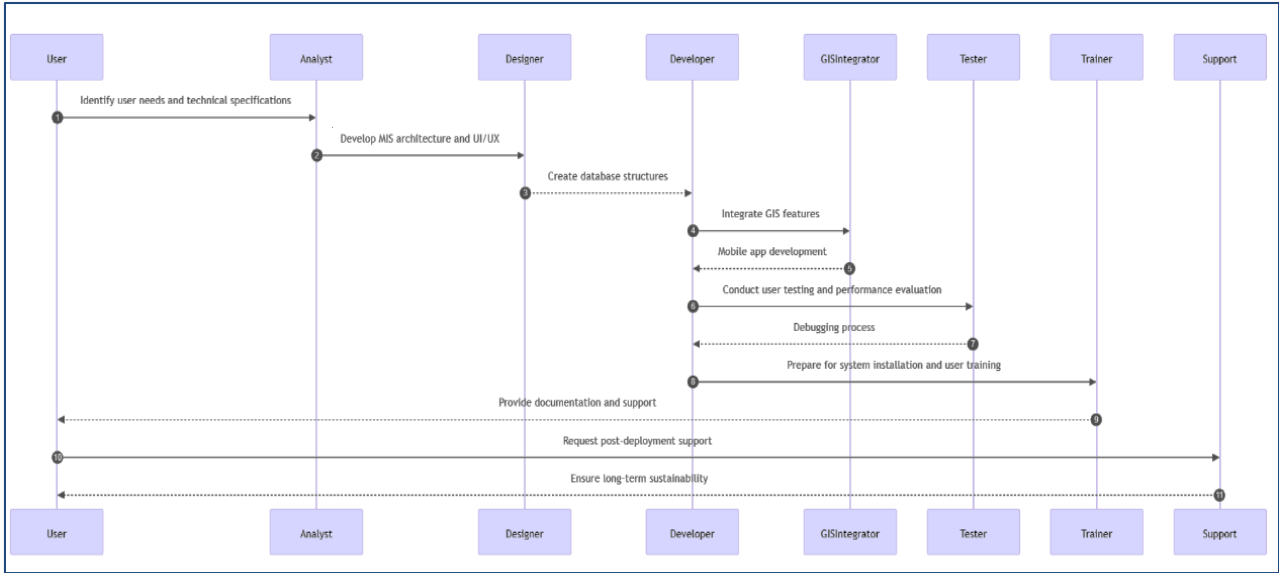 User
Analyst
Designer
Developer
GISIntegrator
Tester
Trainer
Support
Identify user needs and technical specifications
1
Develop MIS architecture and UI/UX
2
Create database structures
3
Integrate GIS features
4
Mobile app development
5
Conduct user testing and performance evaluation
6
Debugging process
7
Prepare for system installation and user training
8
Provide documentation and support
9
Request post-deployment support
10
Ensure long-term sustainability
11
User
Analyst
Designer
Developer
GISIntegrator
Tester
Trainer
Support